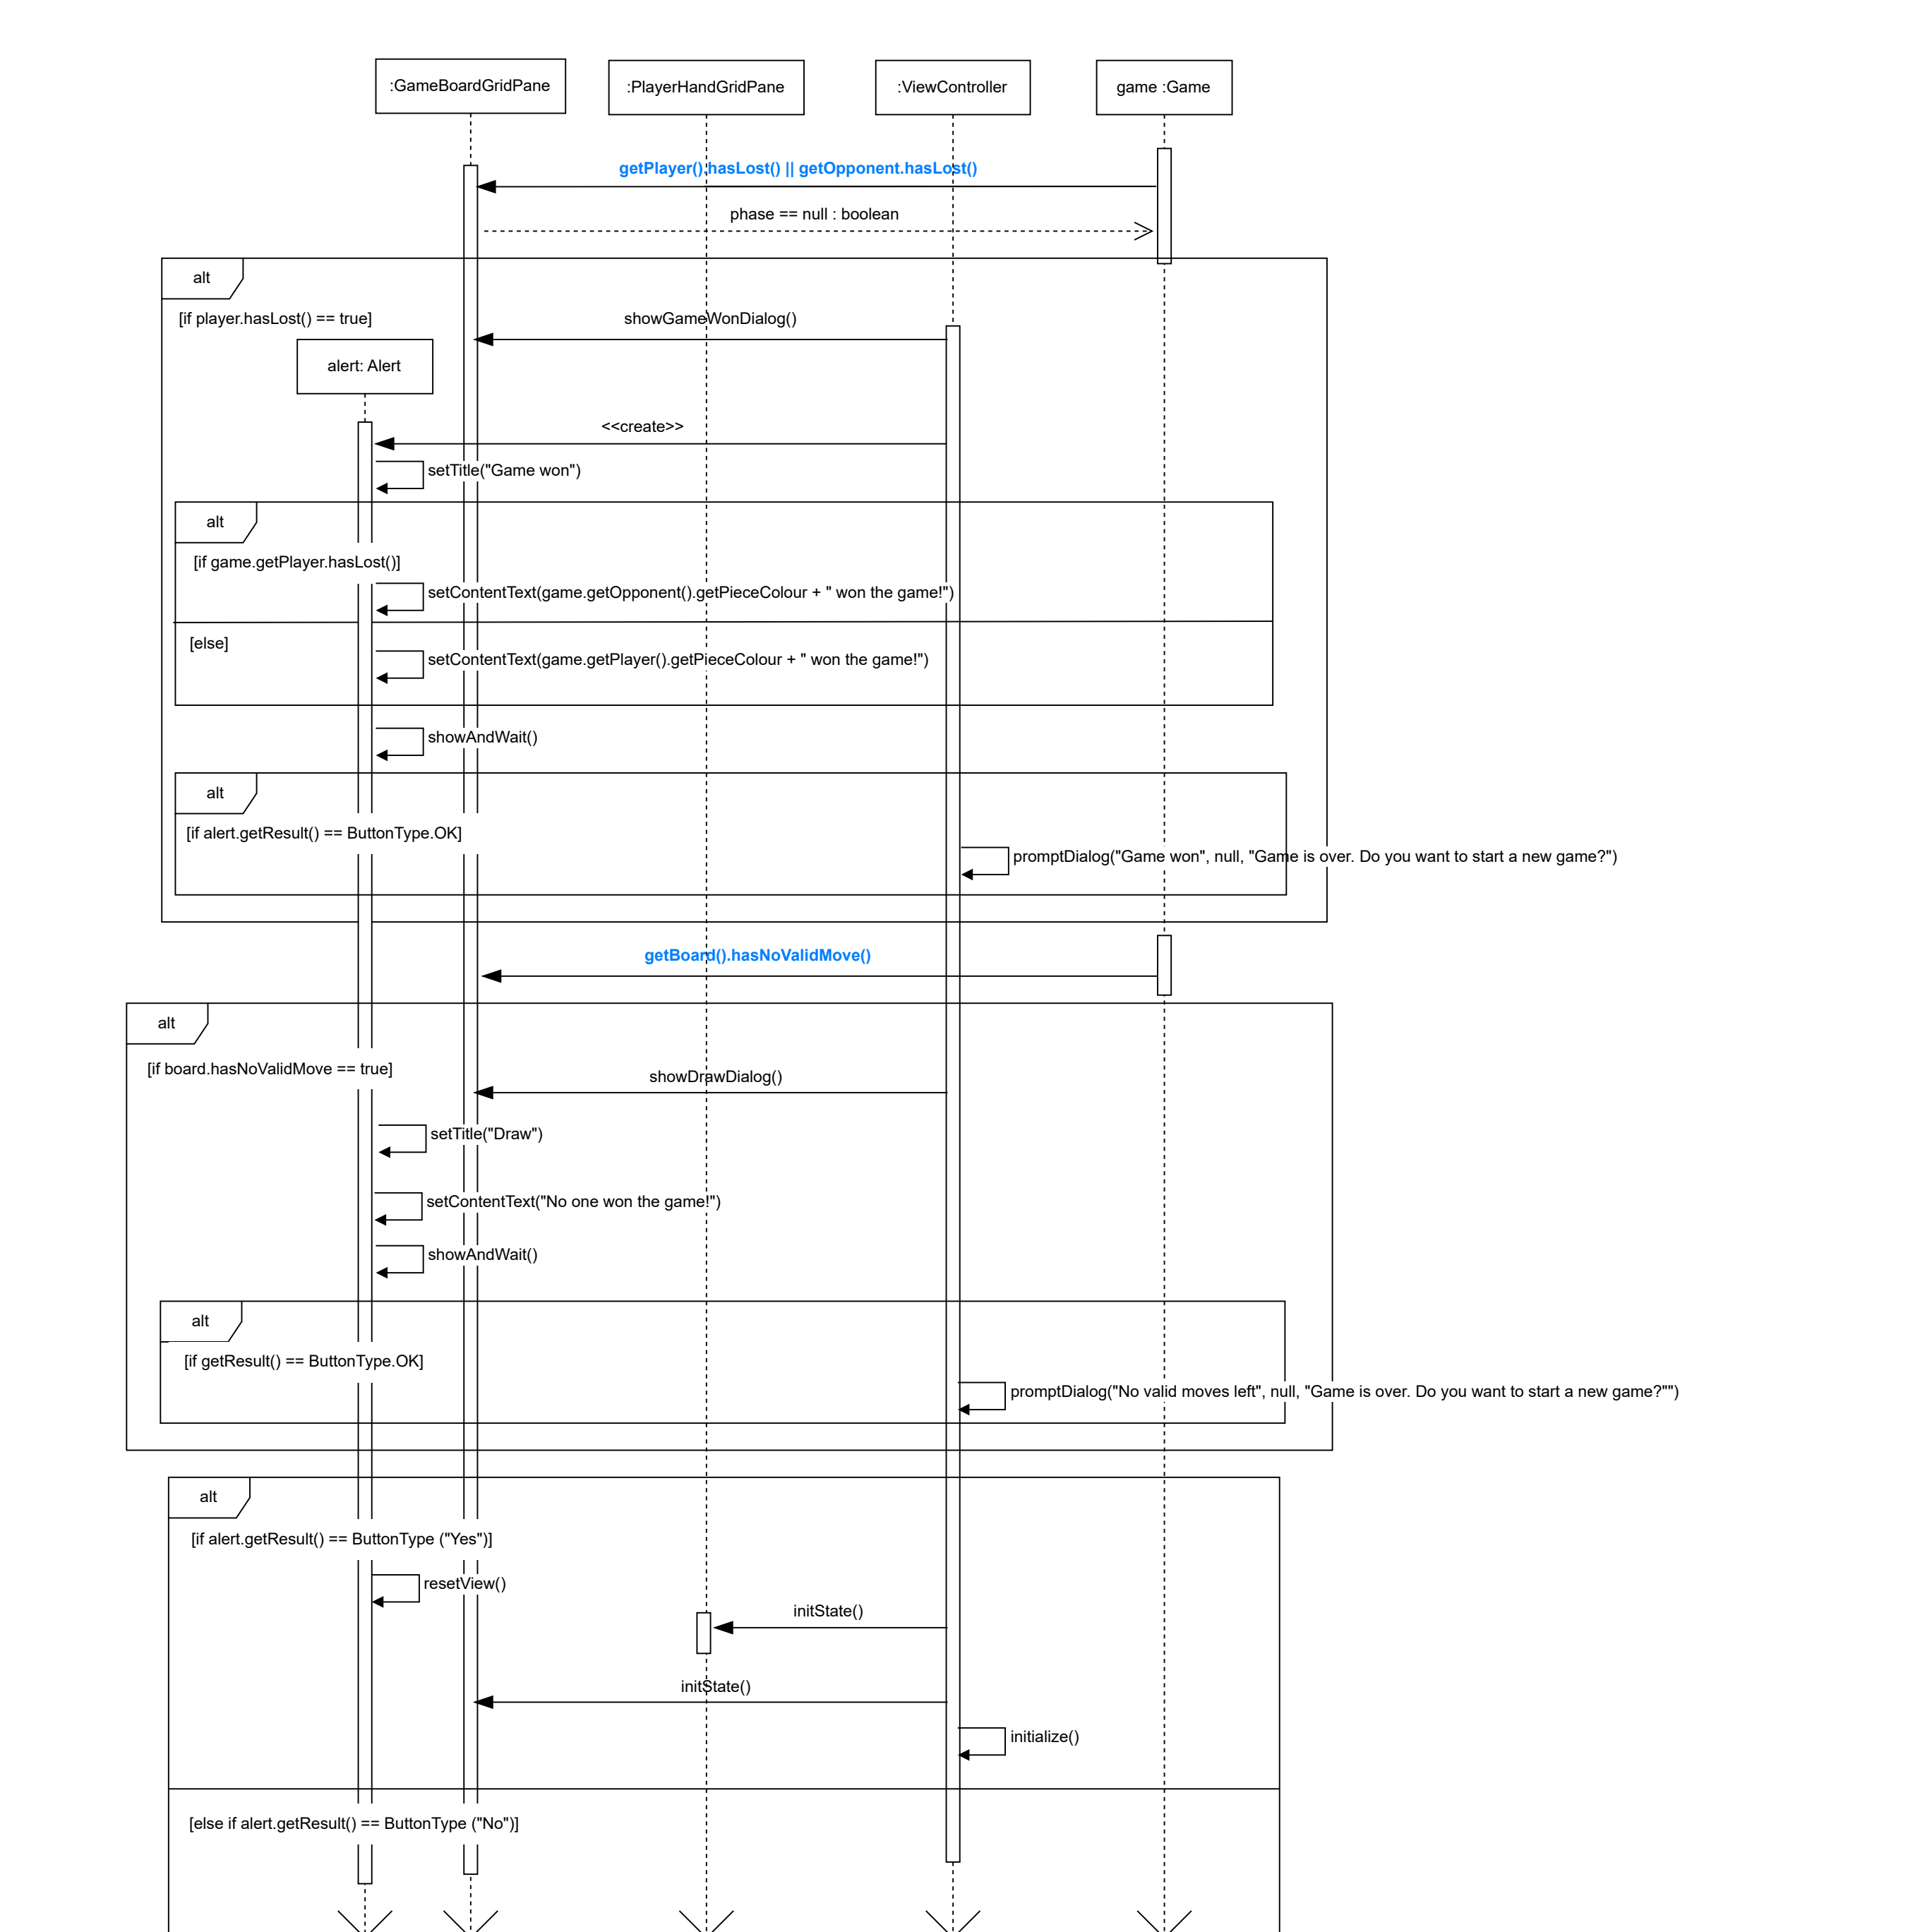 :GameBoardGridPane
:PlayerHandGridPane
:ViewController
game :Game
getPlayer().hasLost() || getOpponent.hasLost()
phase == null : boolean
alt
[if player.hasLost() == true]
showGameWonDialog()
alert: Alert
<<create>>
setTitle("Game won")
alt
[if game.getPlayer.hasLost()]
setContentText(game.getOpponent().getPieceColour + " won the game!")
[else]
setContentText(game.getPlayer().getPieceColour + " won the game!")
showAndWait()
alt
[if alert.getResult() == ButtonType.OK]
promptDialog("Game won", null, "Game is over. Do you want to start a new game?")
getBoard().hasNoValidMove()
alt
[if board.hasNoValidMove == true]
showDrawDialog()
setTitle("Draw")
setContentText("No one won the game!")
showAndWait()
alt
[if getResult() == ButtonType.OK]
promptDialog("No valid moves left", null, "Game is over. Do you want to start a new game?"")
alt
[if alert.getResult() == ButtonType ("Yes")]
resetView()
initState()
initState()
initialize()
[else if alert.getResult() == ButtonType ("No")]